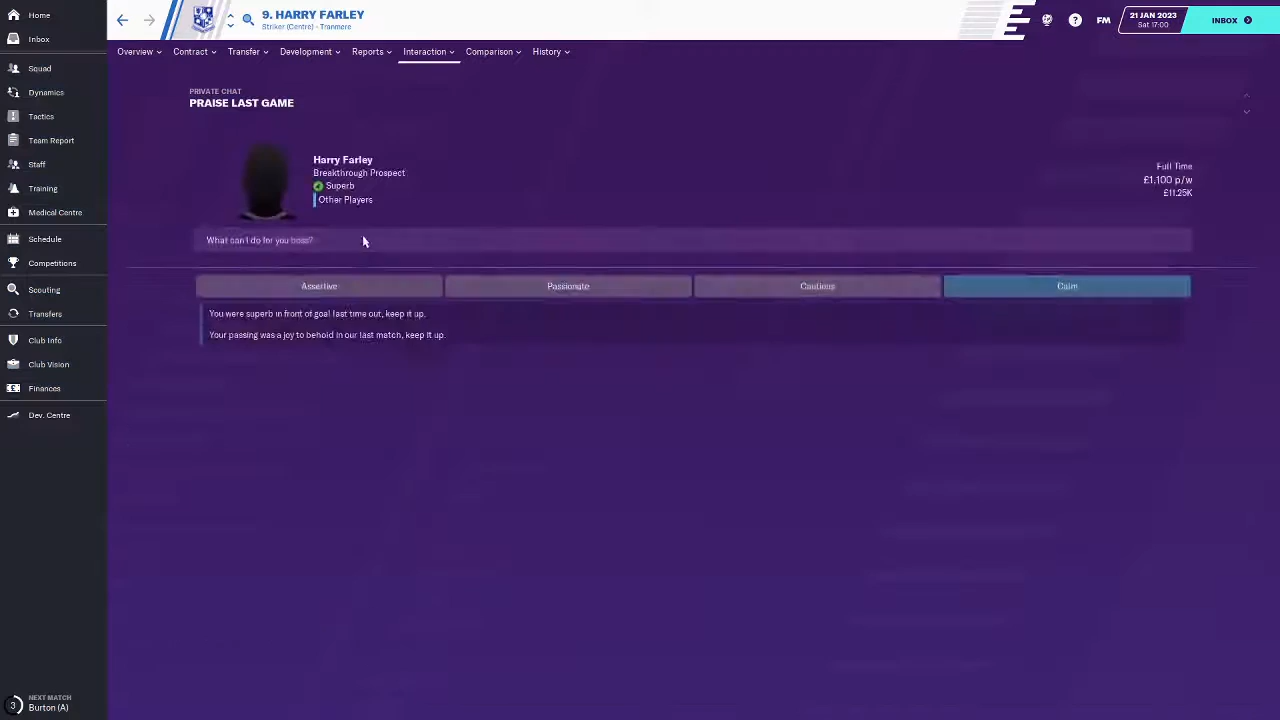 Home
9. HARRY FARLEY
Striker (Centre) - Tranmere
?
FM
21 JAN 2023
Sat 17:00
INBOX
Inbox
Squad
Dynamics
Tactics
Team Report
Staff
Training
Medical Centre
Schedule
Competitions
Scouting
Transfers
Club Info
Club Vision
Finances
Dev. Centre
NEXT MATCH
3 Burton (A)
Overview Contract Transfer Development Reports Interaction Comparison History
PRIVATE CHAT
PRAISE LAST GAME
Harry Farley
Breakthrough Prospect
Superb
Other Players
Full Time
£1,100 p/w
£11.25K
What can I do for you boss?
Assertive Passionate Cautious Calm
You were superb in front of goal last time out, keep it up.
Your passing was a joy to behold in our last match, keep it up.